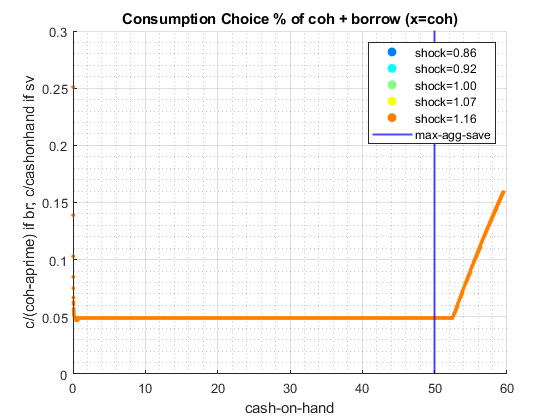 Consumption Choice % of coh + borrow (x=coh)
c/(coh-aprime) if br; c/cashonhand if sv
0.3
0.25
0.2
0.15
0.1
0.05
0
shock=0.86
shock=0.92
shock=1.00
shock=1.07
shock=1.16
max-agg-save
0 10 20 30 40 50 60
cash-on-hand